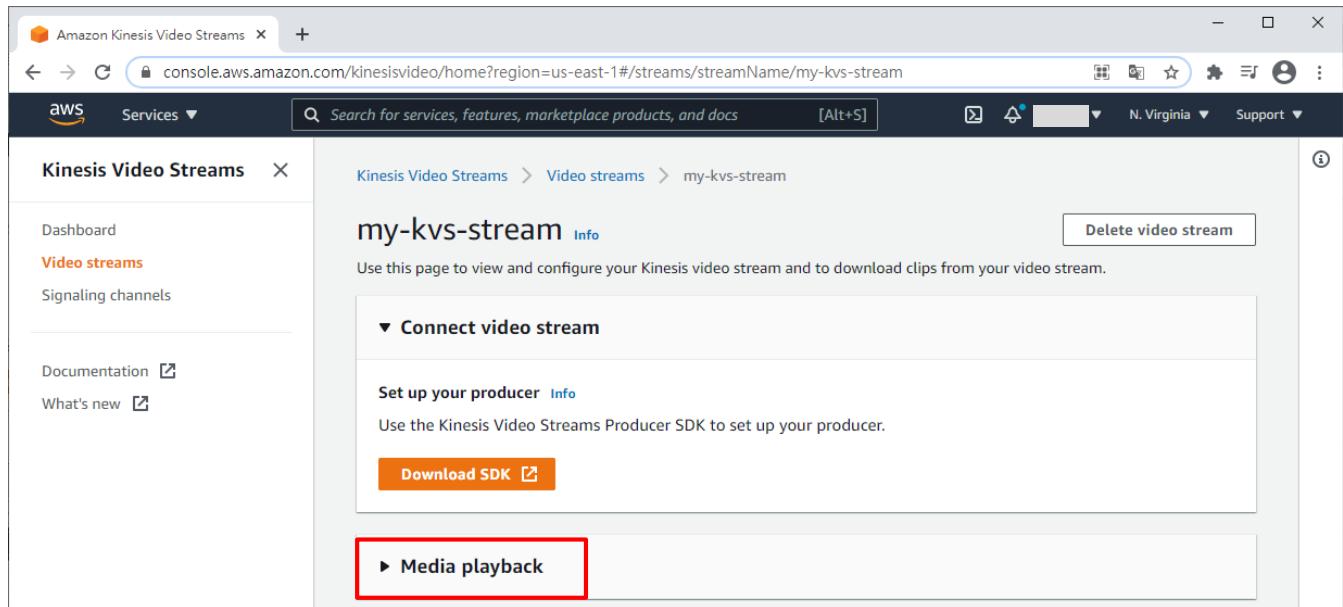 Amazon Kinesis Video Streams
console.aws.amazon.com/kinesisvideo/home?region=us-east-1#/streams/streamName/my-kvs-stream
aws Services Search for services, features, marketplace products, and docs [Alt+S] N. Virginia Support
Kinesis Video Streams
Dashboard
Video streams
Signaling channels
Documentation
What's new
Kinesis Video Streams > Video streams > my-kvs-stream
my-kvs-stream Info
Delete video stream
Use this page to view and configure your Kinesis video stream and to download clips from your video stream.
Connect video stream
Set up your producer Info
Use the Kinesis Video Streams Producer SDK to set up your producer.
Download SDK
Media playback